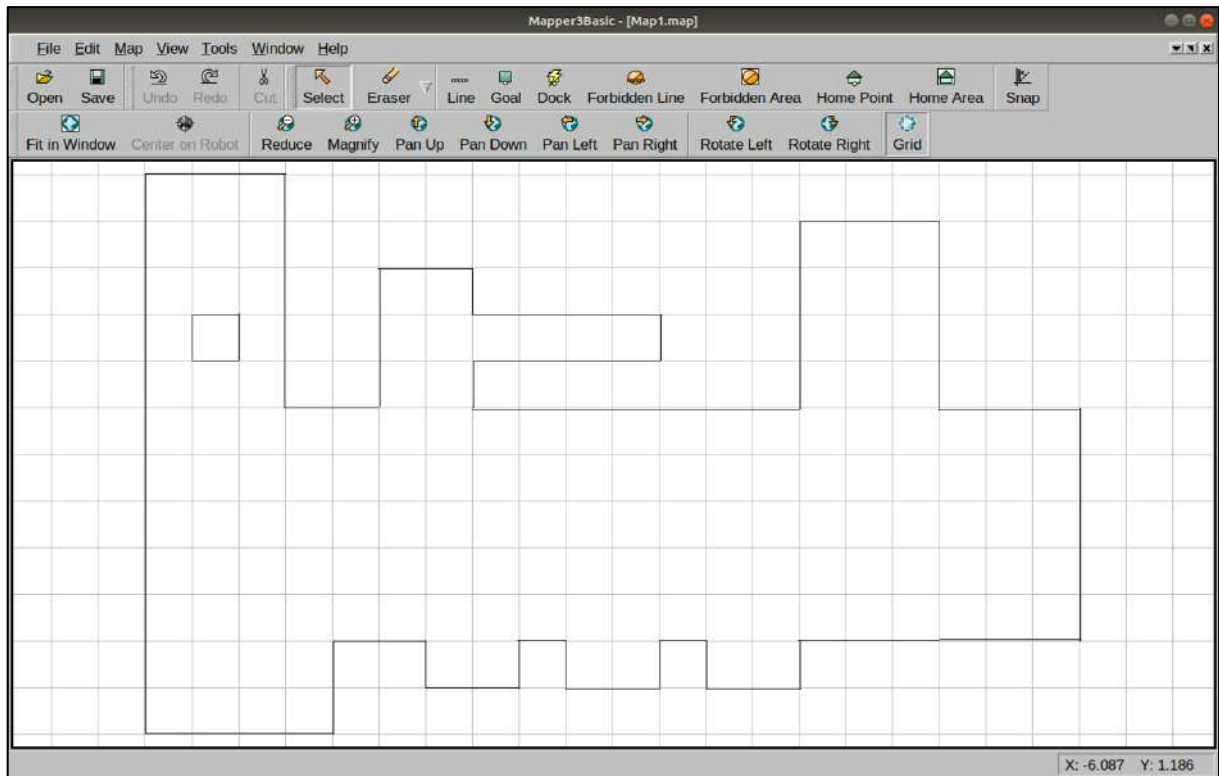 Mapper3Basic - [Map1.map]
File Edit Map View Tools Window Help
Open Save Undo Redo Cut Select Eraser Line Goal Dock Forbidden Line Forbidden Area Home Point Home Area Snap
Fit in Window Center on Robot Reduce Magnify Pan Up Pan Down Pan Left Pan Right Rotate Left Rotate Right Grid
X: -6.087 Y: 1.186